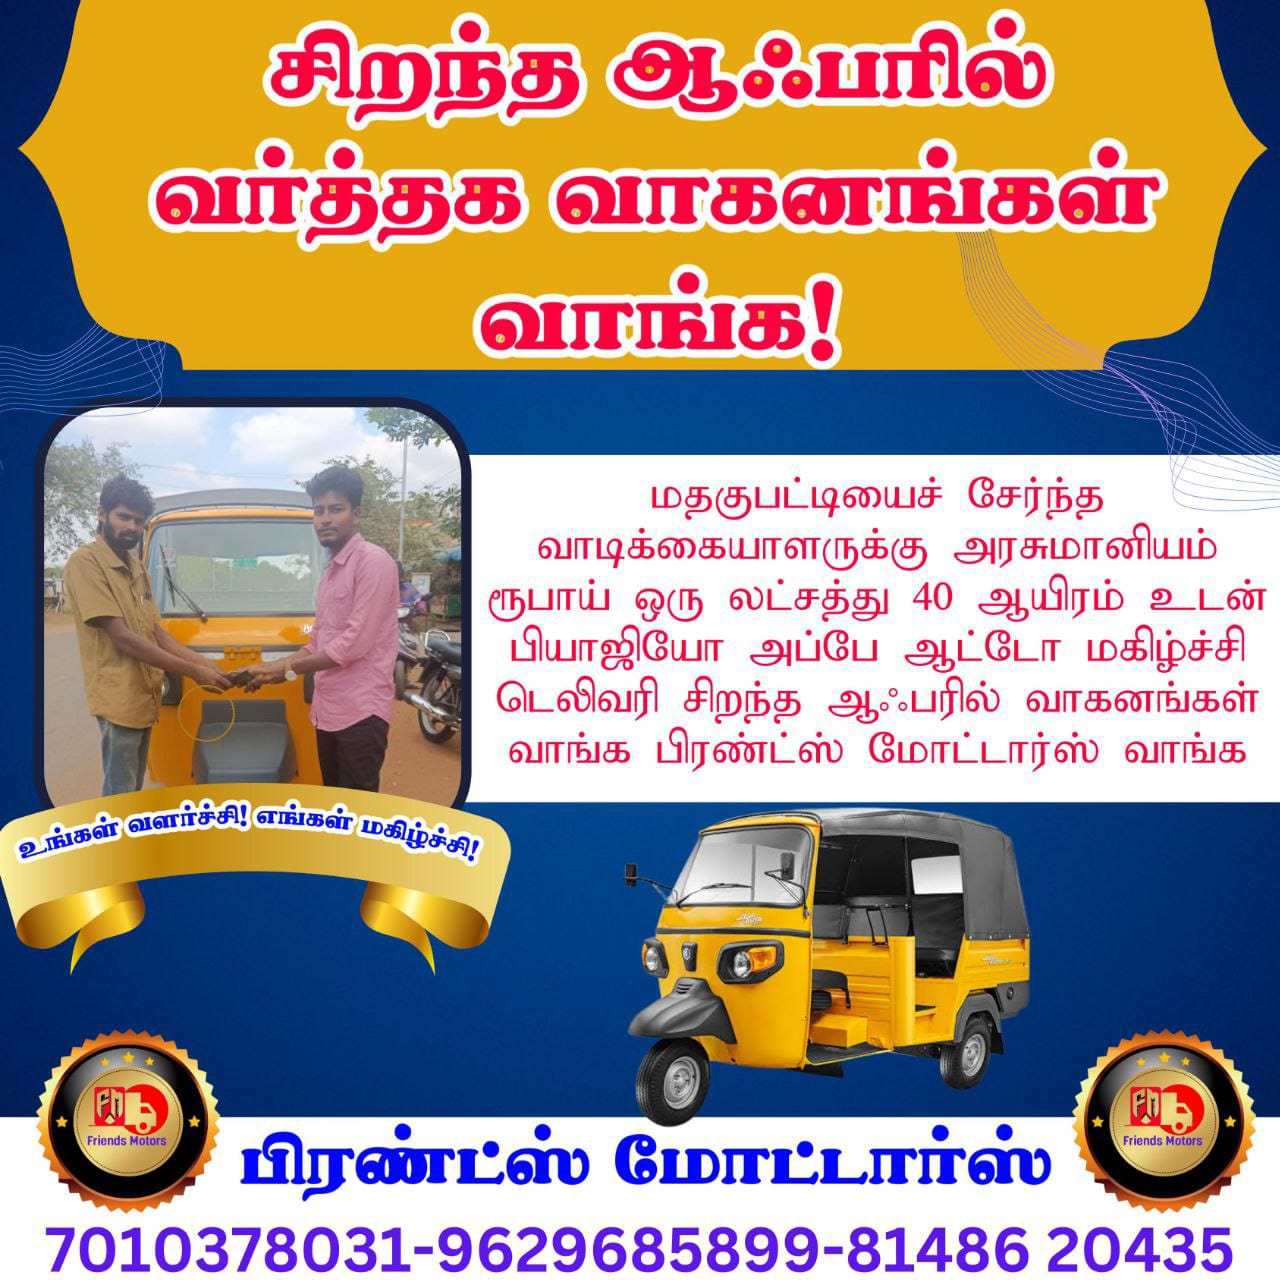 சிறந்த ஆஃபரில்
வர்த்தக வாகனங்கள்
வாங்க!
மதகுபட்டியைச் சேர்ந்த
வாடிக்கையாளருக்கு அரசுமானியம்
ரூபாய் ஒரு லட்சத்து 40 ஆயிரம் உடன்
பியாஜியோ அப்பே ஆட்டோ மகிழ்ச்சி
டெலிவரி சிறந்த ஆஃபரில் வாகனங்கள்
வாங்க பிரண்ட்ஸ் மோட்டார்ஸ் வாங்க
உங்கள் வளர்ச்சி! எங்கள் மகிழ்ச்சி!
Friends Motors
Friends Motors
பிரண்ட்ஸ் மோட்டார்ஸ்
7010378031-9629685899-81486 20435